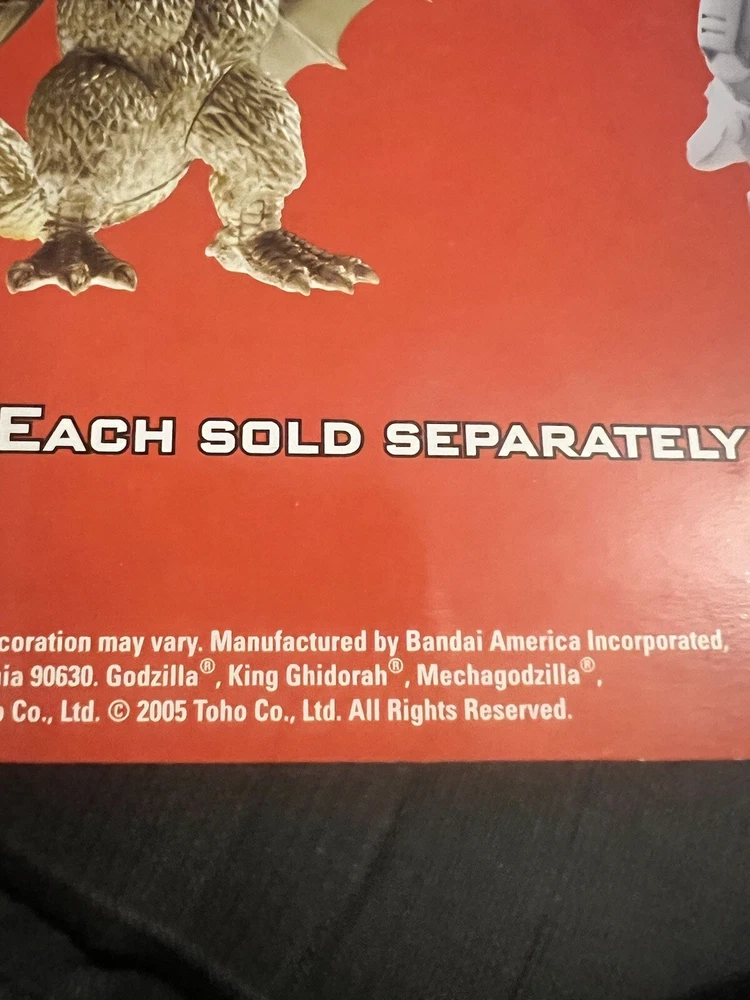 EACH SOLD SEPARATELY
coration may vary. Manufactured by Bandai America Incorporated,
ia 90630. Godzilla®, King Ghidorah®, Mechagodzilla®,
Co., Ltd. © 2005 Toho Co., Ltd. All Rights Reserved.